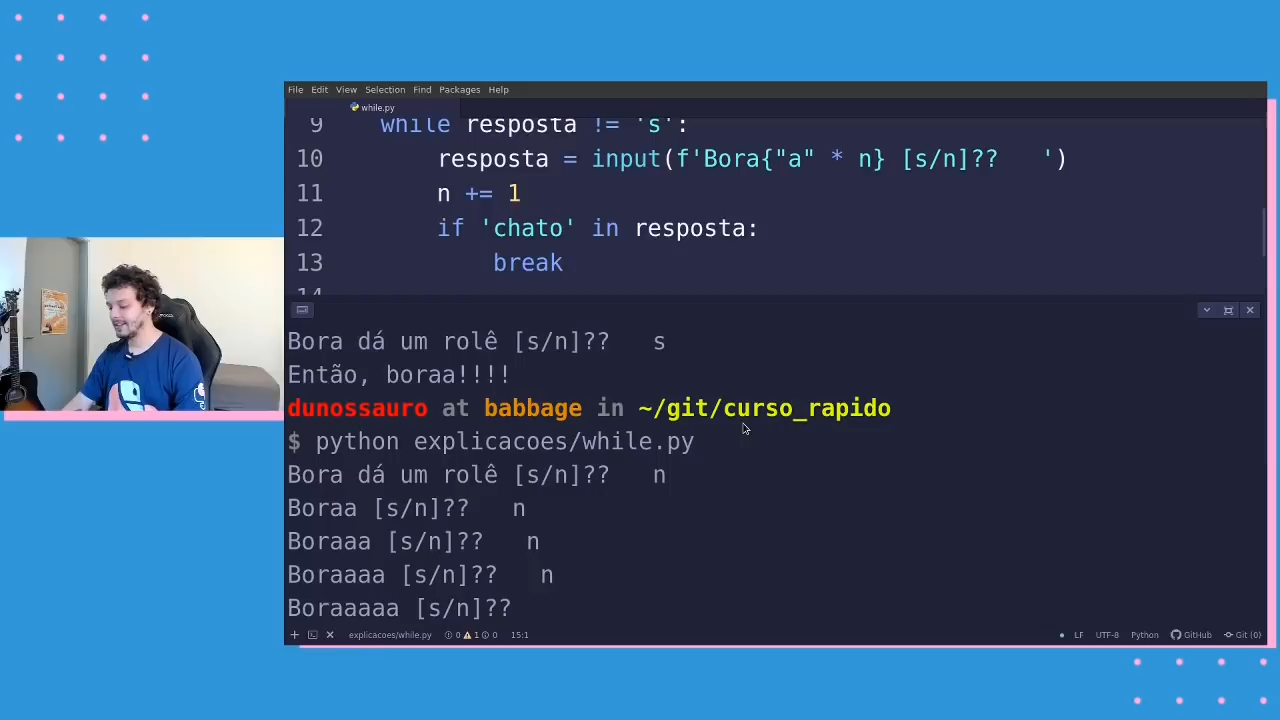 File Edit View Selection Find Packages Help
while.py
9 while resposta != 's':
10 resposta = input(f'Bora{"a" * n} [s/n]??   ')
11 n += 1
12 if 'chato' in resposta:
13 break
14
Bora dá um rolê [s/n]??   s
Então, boraa!!!!
dunossauro at babbage in ~/git/curso_rapido
$ python explicacoes/while.py
Bora dá um rolê [s/n]??   n
Boraa [s/n]??   n
Boraaa [s/n]??   n
Boraaaa [s/n]??   n
Boraaaaa [s/n]??
explicacoes/while.py 0 1 0 15:1 LF UTF-8 Python GitHub Git (0)